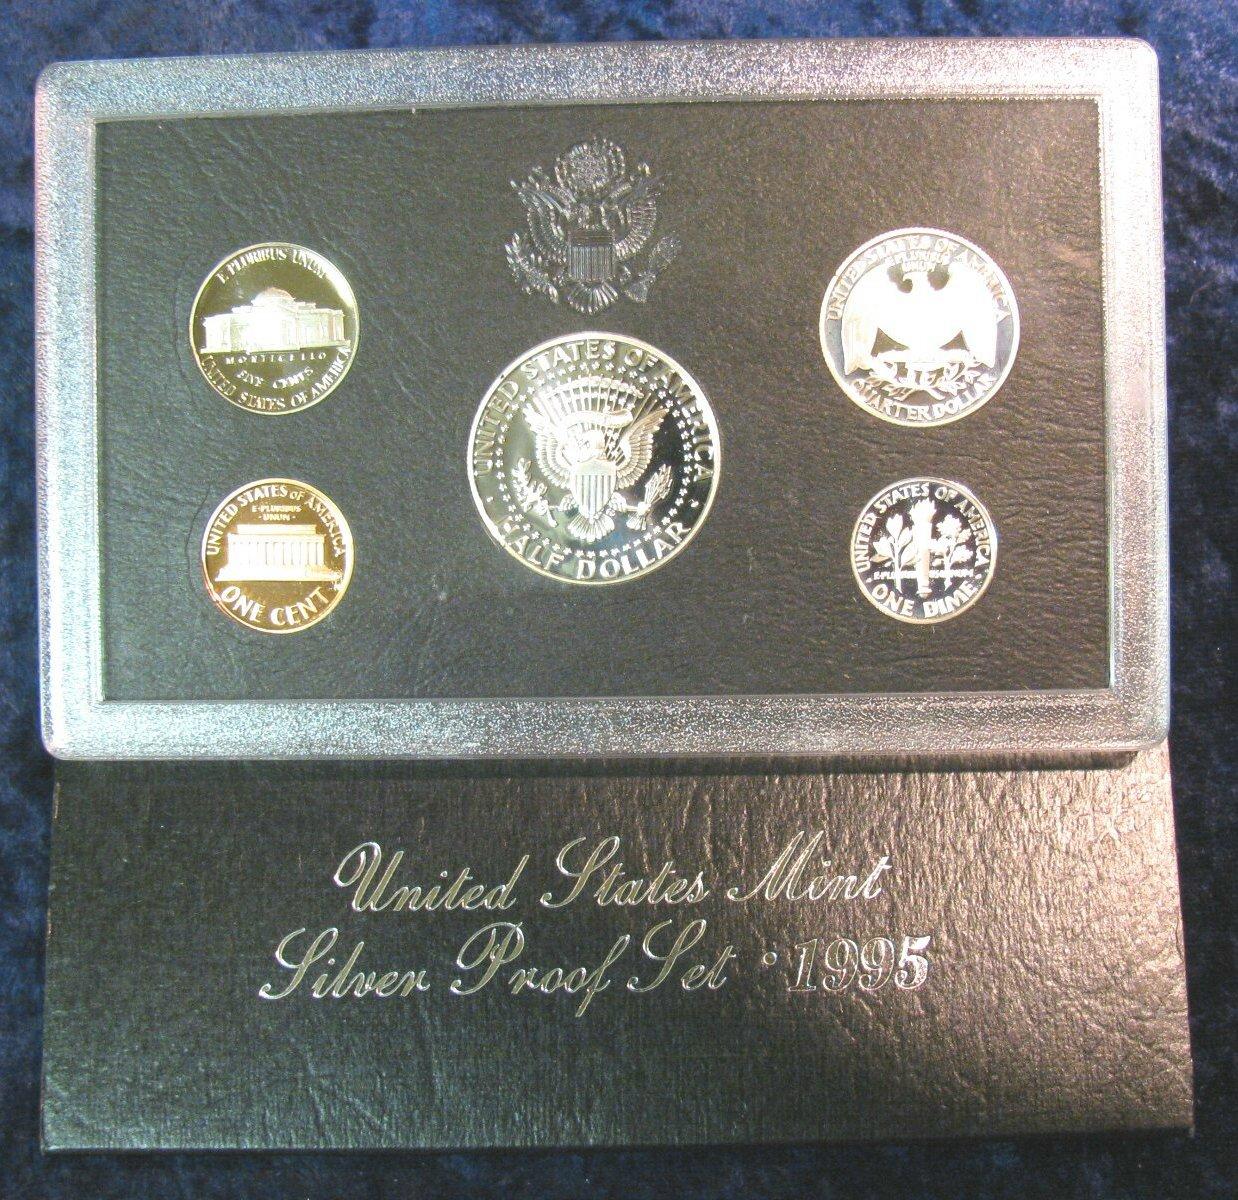 E PLURIBUS UNUM
MONTICELLO
FIVE CENTS
UNITED STATES OF AMERICA
UNITED STATES OF AMERICA
HALF DOLLAR
UNITED STATES OF AMERICA
E PLURIBUS
UNUM
QUARTER DOLLAR
UNITED STATES OF AMERICA
E·PLURIBUS
·UNUM·
ONE CENT
UNITED STATES OF AMERICA
ONE DIME
United States Mint
Silver Proof Set · 1995